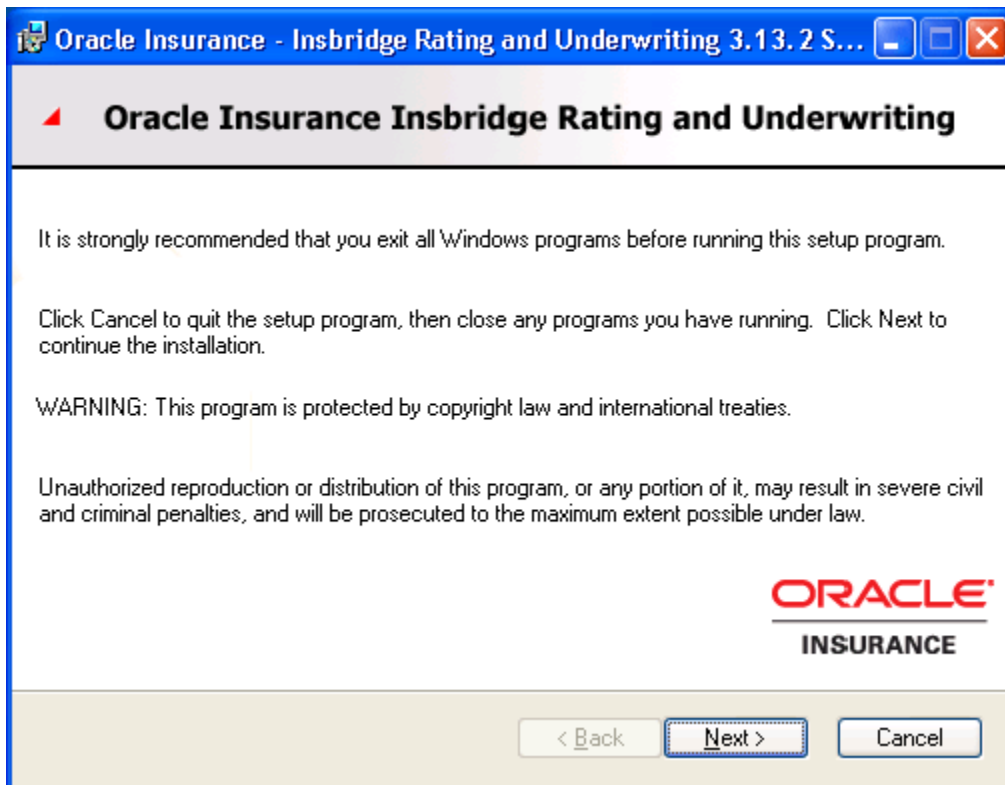 Oracle Insurance - Insbridge Rating and Underwriting 3.13.2 S...
Oracle Insurance Insbridge Rating and Underwriting
It is strongly recommended that you exit all Windows programs before running this setup program.
Click Cancel to quit the setup program, then close any programs you have running. Click Next to
continue the installation.
WARNING: This program is protected by copyright law and international treaties.
Unauthorized reproduction or distribution of this program, or any portion of it, may result in severe civil
and criminal penalties, and will be prosecuted to the maximum extent possible under law.
ORACLE
INSURANCE
< Back Next > Cancel